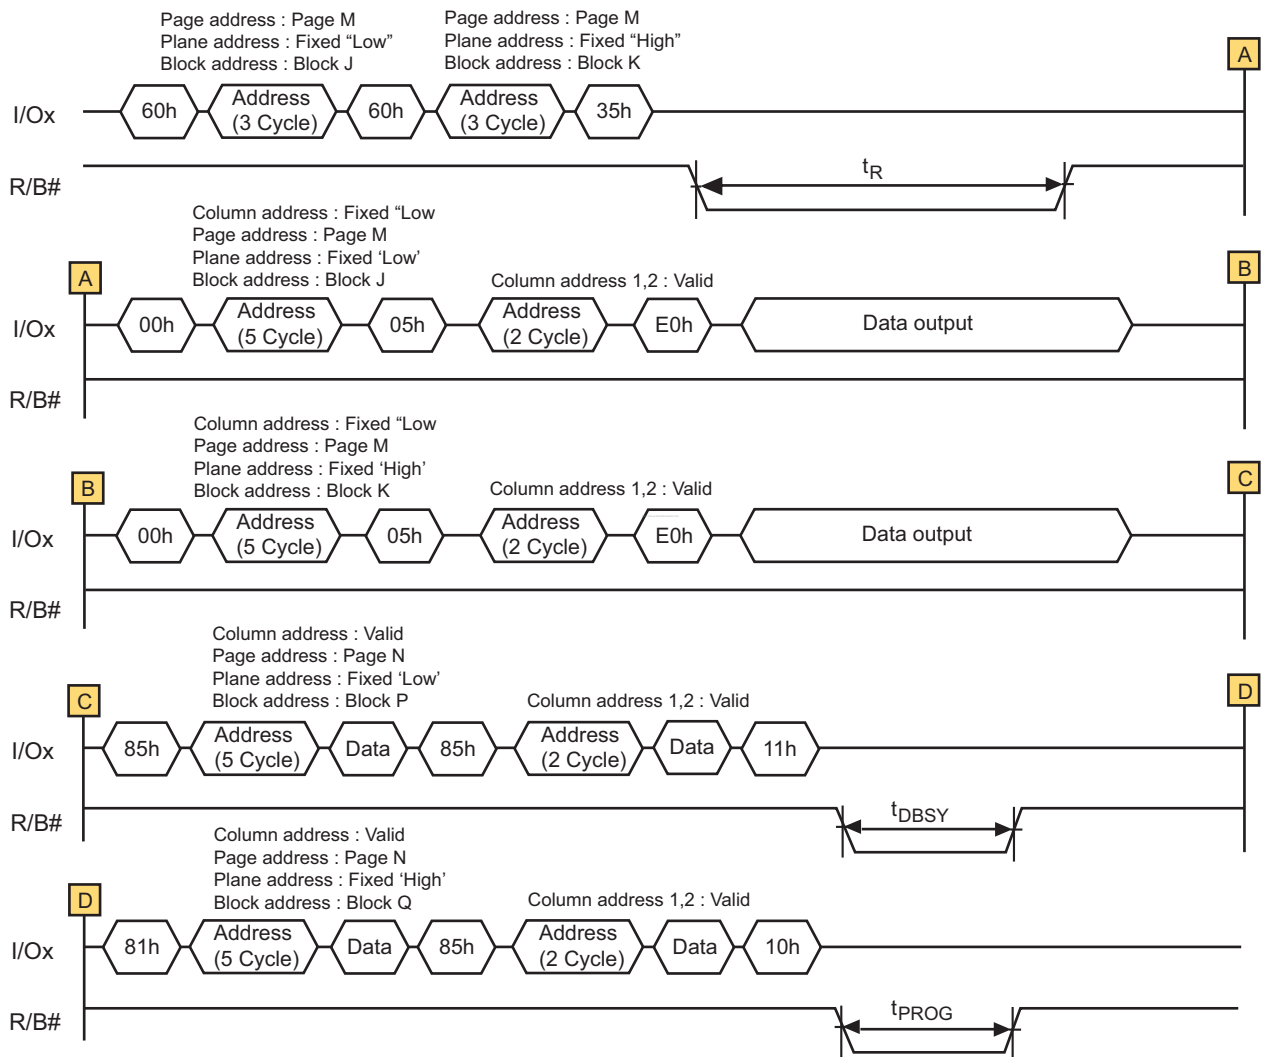 Page address : Page M
Plane address : Fixed “Low”
Block address : Block J
Page address : Page M
Plane address : Fixed “High”
Block address : Block K
A
I/Ox
60h
Address
(3 Cycle)
60h
Address
(3 Cycle)
35h
R/B#
tR
Column address : Fixed “Low
Page address : Page M
Plane address : Fixed ‘Low’
Block address : Block J
Column address 1,2 : Valid
A
B
I/Ox
00h
Address
(5 Cycle)
05h
Address
(2 Cycle)
E0h
Data output
R/B#
Column address : Fixed “Low
Page address : Page M
Plane address : Fixed ‘High’
Block address : Block K
Column address 1,2 : Valid
B
C
I/Ox
00h
Address
(5 Cycle)
05h
Address
(2 Cycle)
E0h
Data output
R/B#
Column address : Valid
Page address : Page N
Plane address : Fixed ‘Low’
Block address : Block P
Column address 1,2 : Valid
C
D
I/Ox
85h
Address
(5 Cycle)
Data
85h
Address
(2 Cycle)
Data
11h
R/B#
tDBSY
Column address : Valid
Page address : Page N
Plane address : Fixed ‘High’
Block address : Block Q
Column address 1,2 : Valid
D
I/Ox
81h
Address
(5 Cycle)
Data
85h
Address
(2 Cycle)
Data
10h
R/B#
tPROG